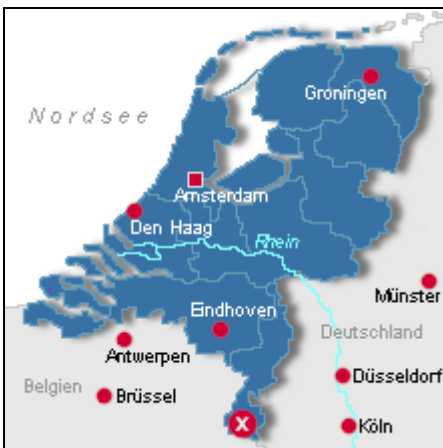 Groningen
Nordsee
Amsterdam
Den Haag
Rhein
Münster
Eindhoven
Deutschland
Antwerpen
Düsseldorf
Belgien
Brüssel
X
Köln